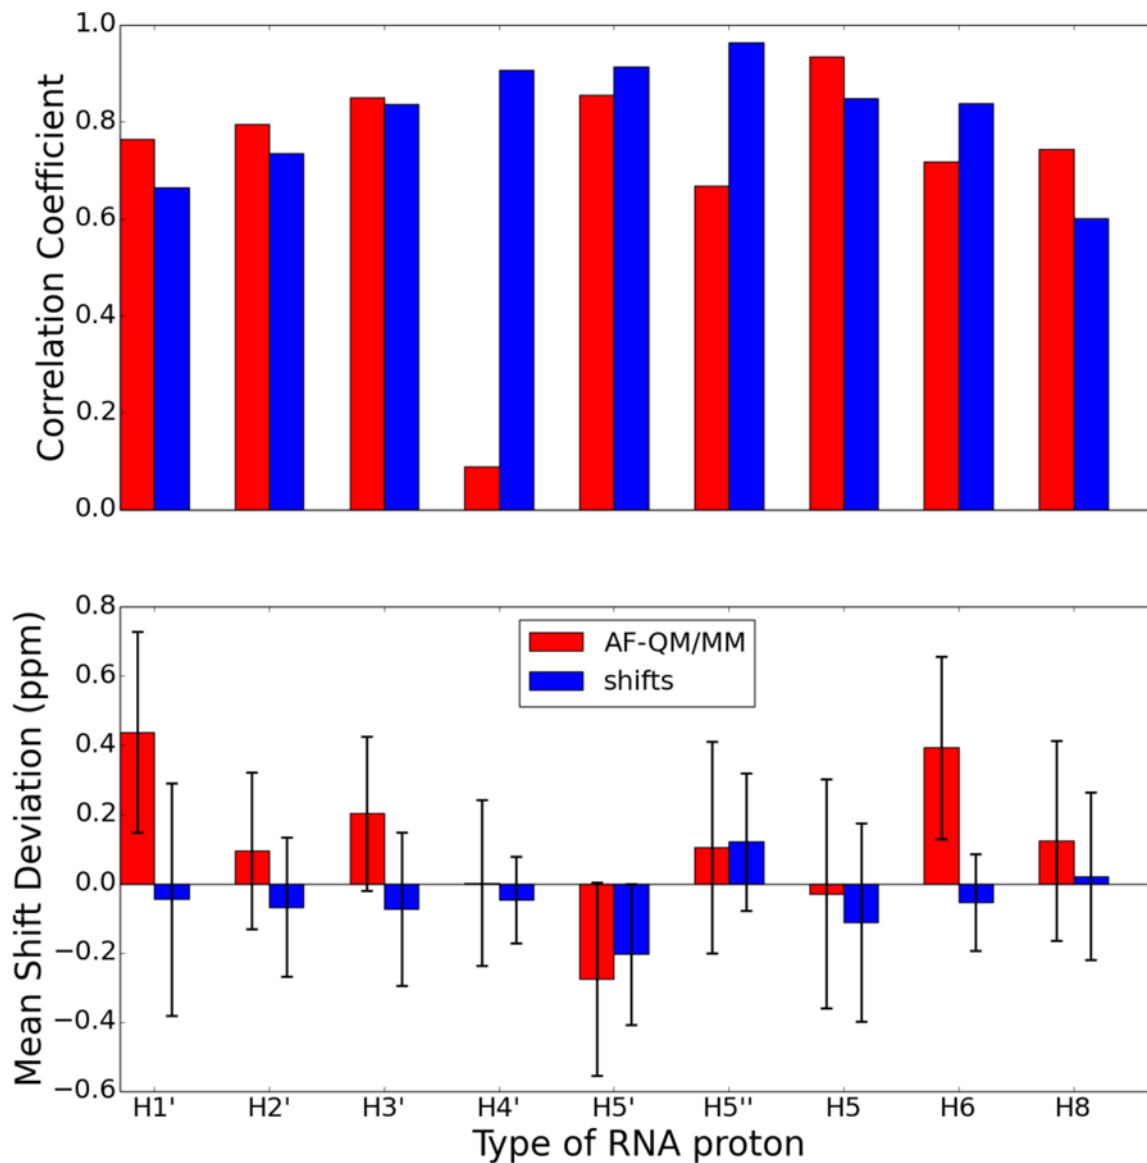 Correlation Coefficient
1.0
0.8
0.6
0.4
0.2
0.0
Mean Shift Deviation (ppm)
0.8
0.6
0.4
0.2
0.0
−0.2
−0.4
−0.6
AF-QM/MM
shifts
H1' H2' H3' H4' H5' H5'' H5 H6 H8
Type of RNA proton